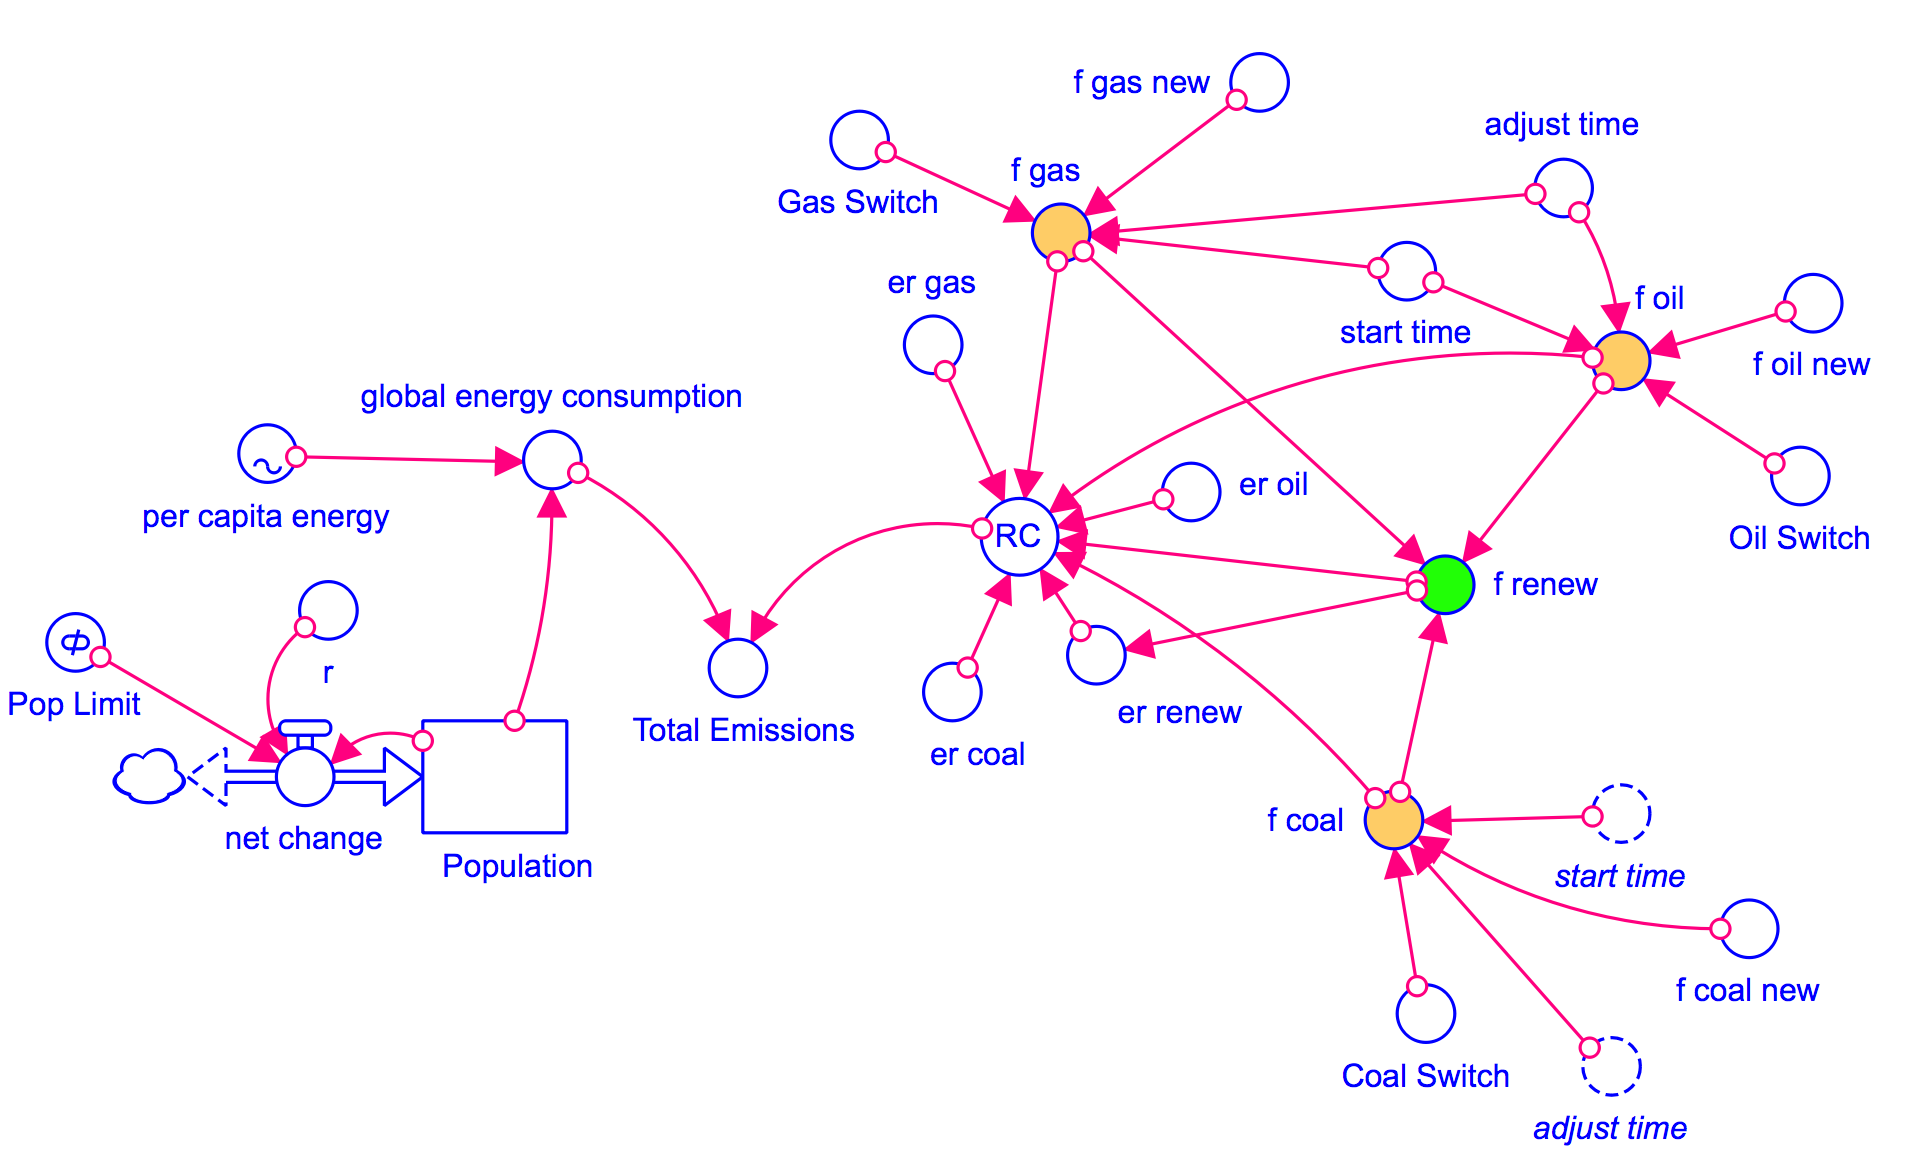 f gas new
adjust time
f gas
Gas Switch
er gas
f oil
start time
f oil new
global energy consumption
er oil
per capita energy
RC
Oil Switch
f renew
r
Pop Limit
er renew
Total Emissions
er coal
f coal
net change
Population
start time
f coal new
Coal Switch
adjust time